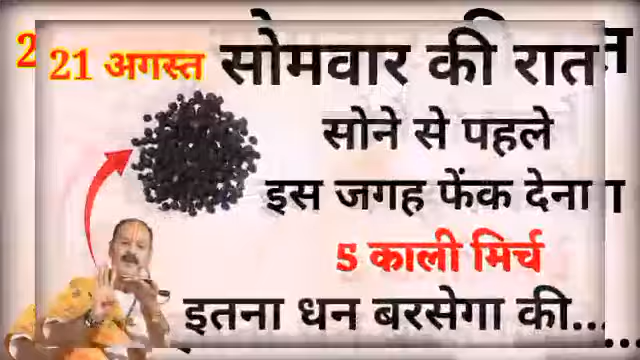 21 अगस्त सोमवार की रात
सोने से पहले
इस जगह फेंक देना
5 काली मिर्च
इतना धन बरसेगा की...